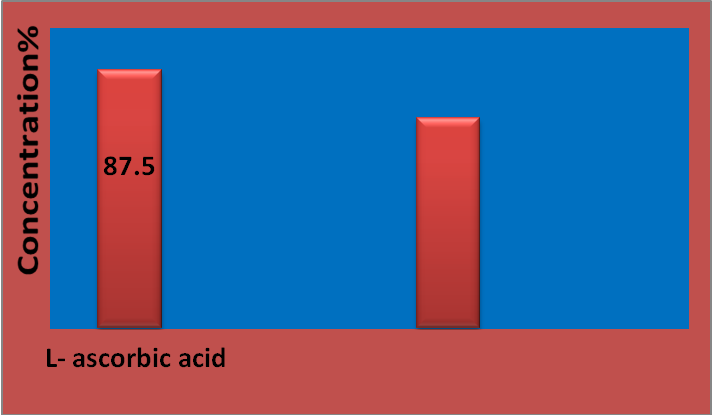 Concentration%
87.5
L- ascorbic acid